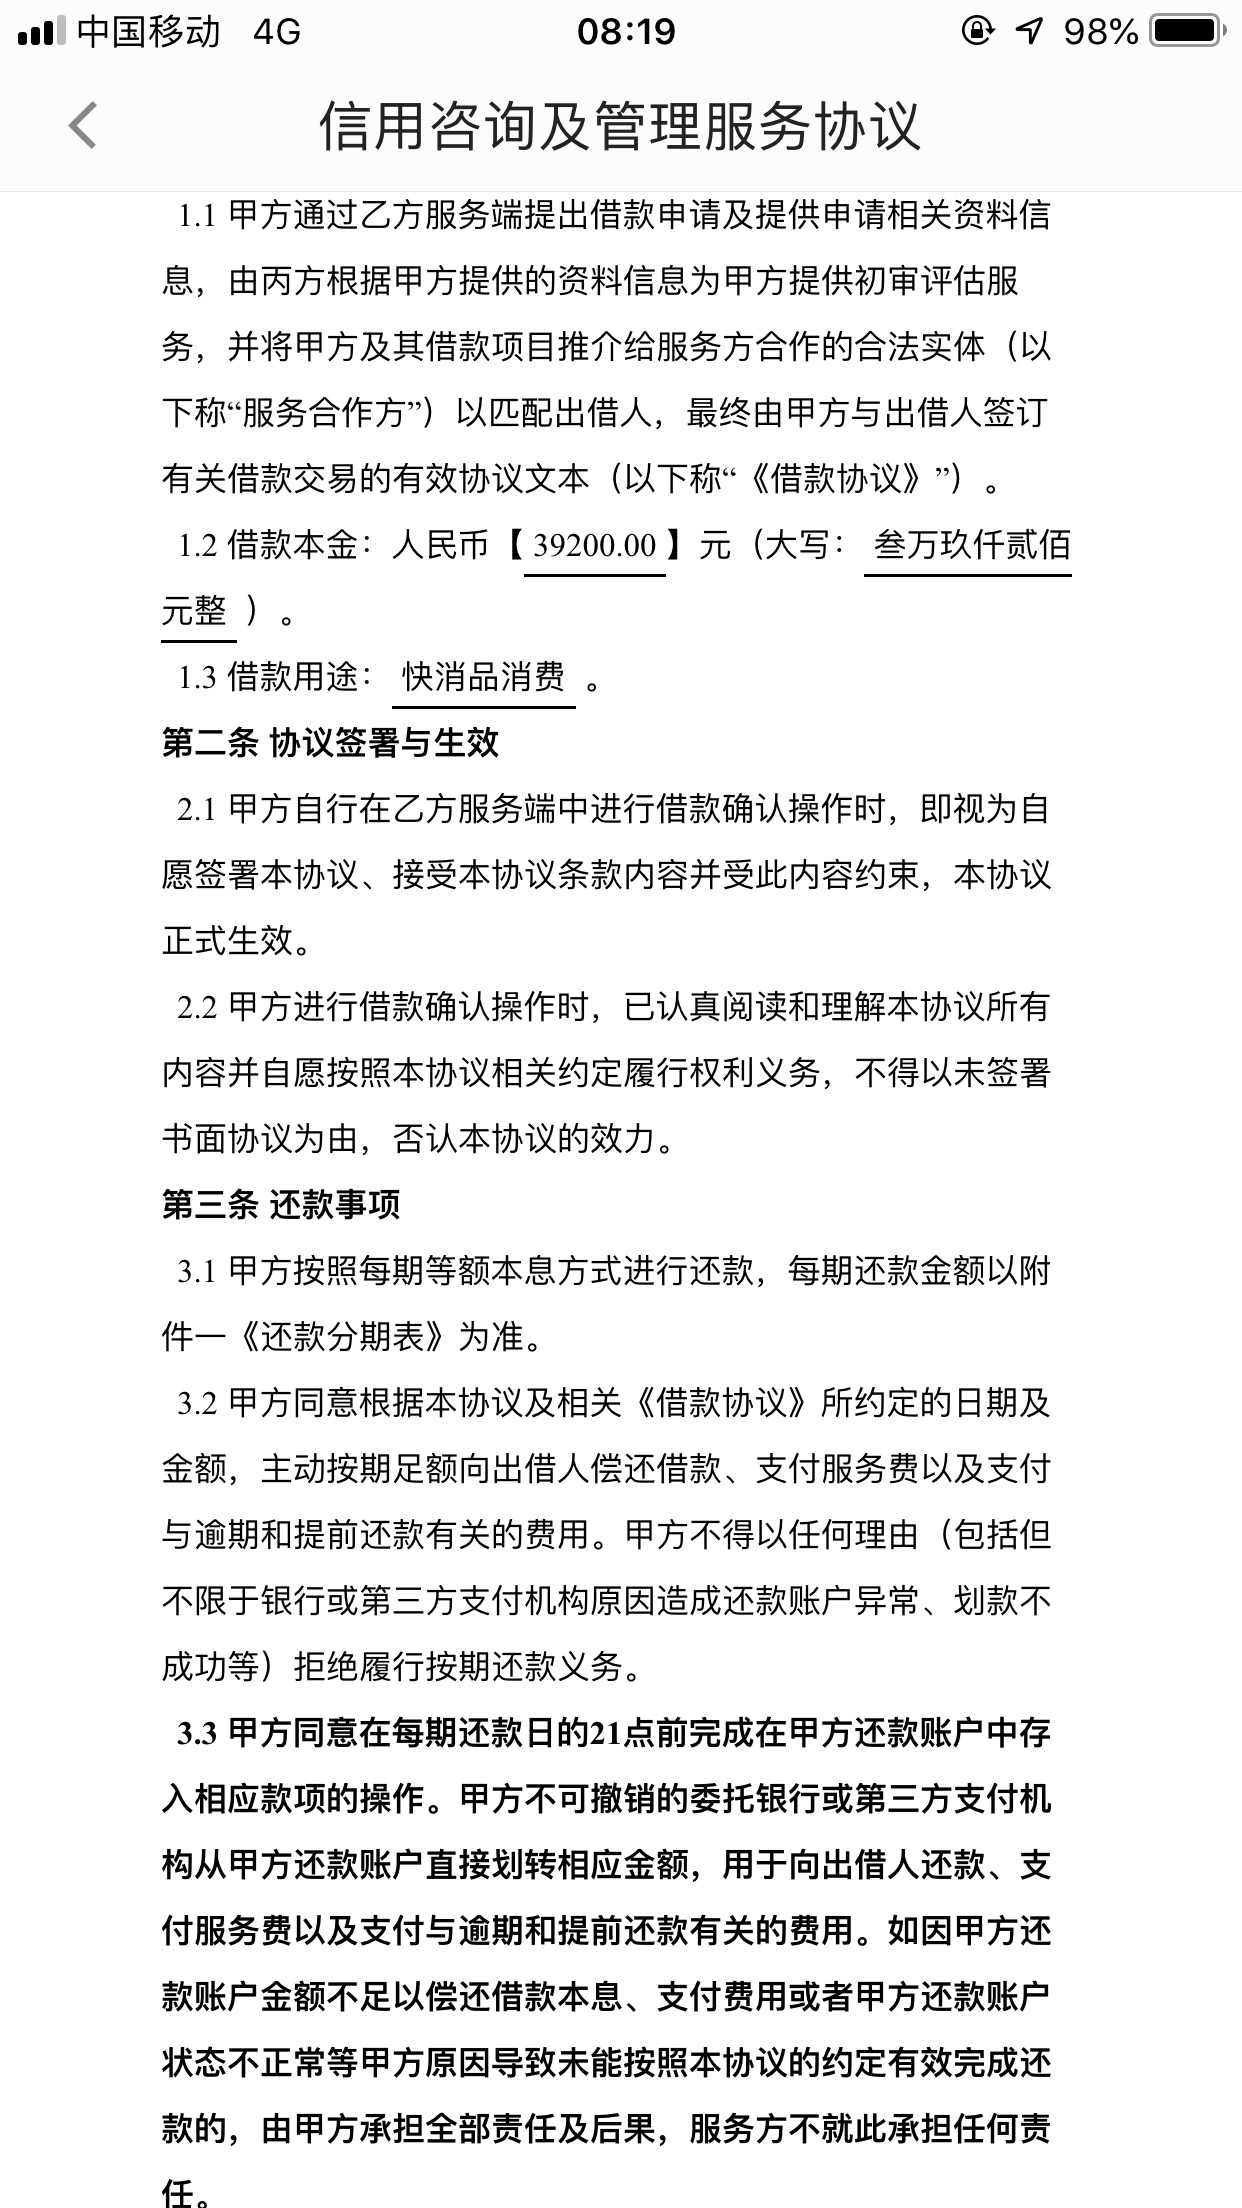 中国移动 4G 08:19 98%
信用咨询及管理服务协议
1.1 甲方通过乙方服务端提出借款申请及提供申请相关资料信
息，由丙方根据甲方提供的资料信息为甲方提供初审评估服
务，并将甲方及其借款项目推介给服务方合作的合法实体（以
下称“服务合作方”）以匹配出借人，最终由甲方与出借人签订
有关借款交易的有效协议文本（以下称“《借款协议》”）。
1.2 借款本金：人民币【 39200.00 】元（大写： 叁万玖仟贰佰
元整 ）。
1.3 借款用途： 快消品消费 。
第二条 协议签署与生效
2.1 甲方自行在乙方服务端中进行借款确认操作时，即视为自
愿签署本协议、接受本协议条款内容并受此内容约束，本协议
正式生效。
2.2 甲方进行借款确认操作时，已认真阅读和理解本协议所有
内容并自愿按照本协议相关约定履行权利义务，不得以未签署
书面协议为由，否认本协议的效力。
第三条 还款事项
3.1 甲方按照每期等额本息方式进行还款，每期还款金额以附
件一《还款分期表》为准。
3.2 甲方同意根据本协议及相关《借款协议》所约定的日期及
金额，主动按期足额向出借人偿还借款、支付服务费以及支付
与逾期和提前还款有关的费用。甲方不得以任何理由（包括但
不限于银行或第三方支付机构原因造成还款账户异常、划款不
成功等）拒绝履行按期还款义务。
3.3 甲方同意在每期还款日的21点前完成在甲方还款账户中存
入相应款项的操作。甲方不可撤销的委托银行或第三方支付机
构从甲方还款账户直接划转相应金额，用于向出借人还款、支
付服务费以及支付与逾期和提前还款有关的费用。如因甲方还
款账户金额不足以偿还借款本息、支付费用或者甲方还款账户
状态不正常等甲方原因导致未能按照本协议的约定有效完成还
款的，由甲方承担全部责任及后果，服务方不就此承担任何责
任。